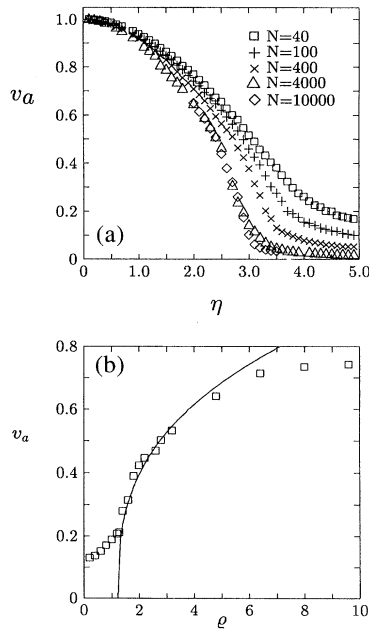 1.0
□ N=40
+ N=100
0.8
× N=400
△ N=4000
v_a
◇ N=10000
0.6
0.4
0.2
(a)
0
0 1.0 2.0 3.0 4.0 5.0
η
0.8
(b)
0.6
v_a
0.4
0.2
0
0 2 4 6 8 10
ϱ